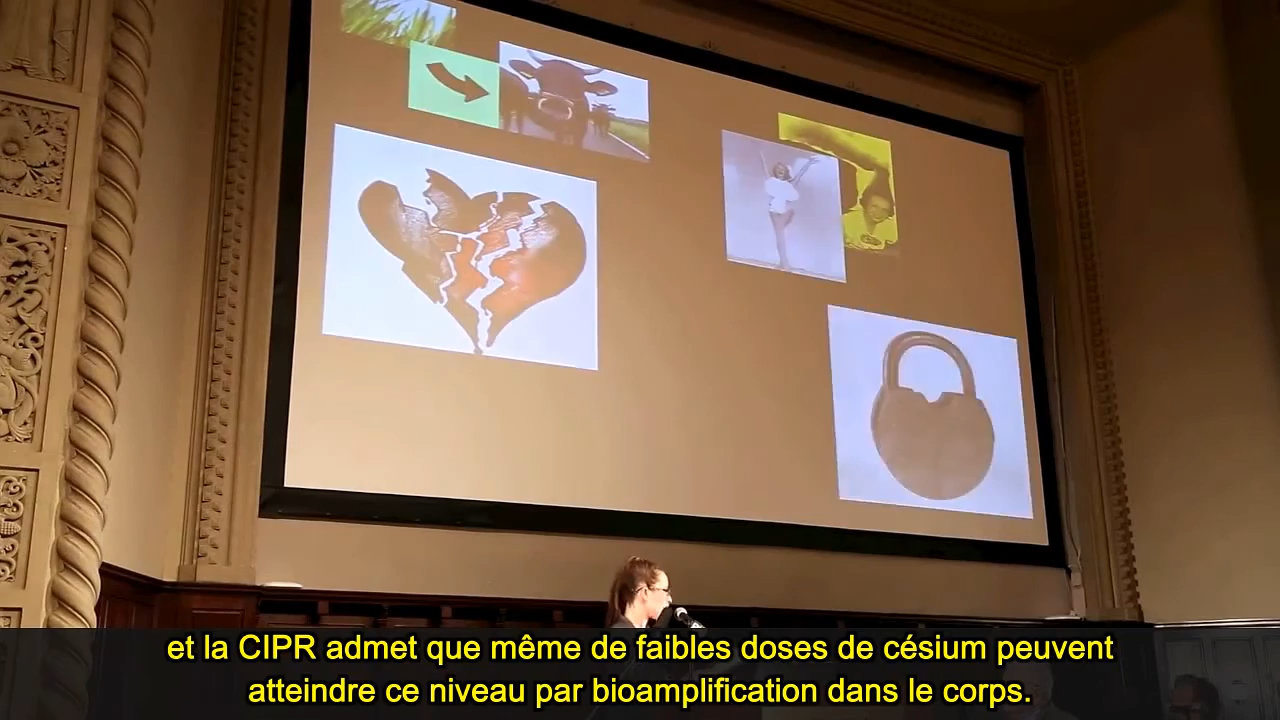 et la CIPR admet que même de faibles doses de césium peuvent
atteindre ce niveau par bioamplification dans le corps.